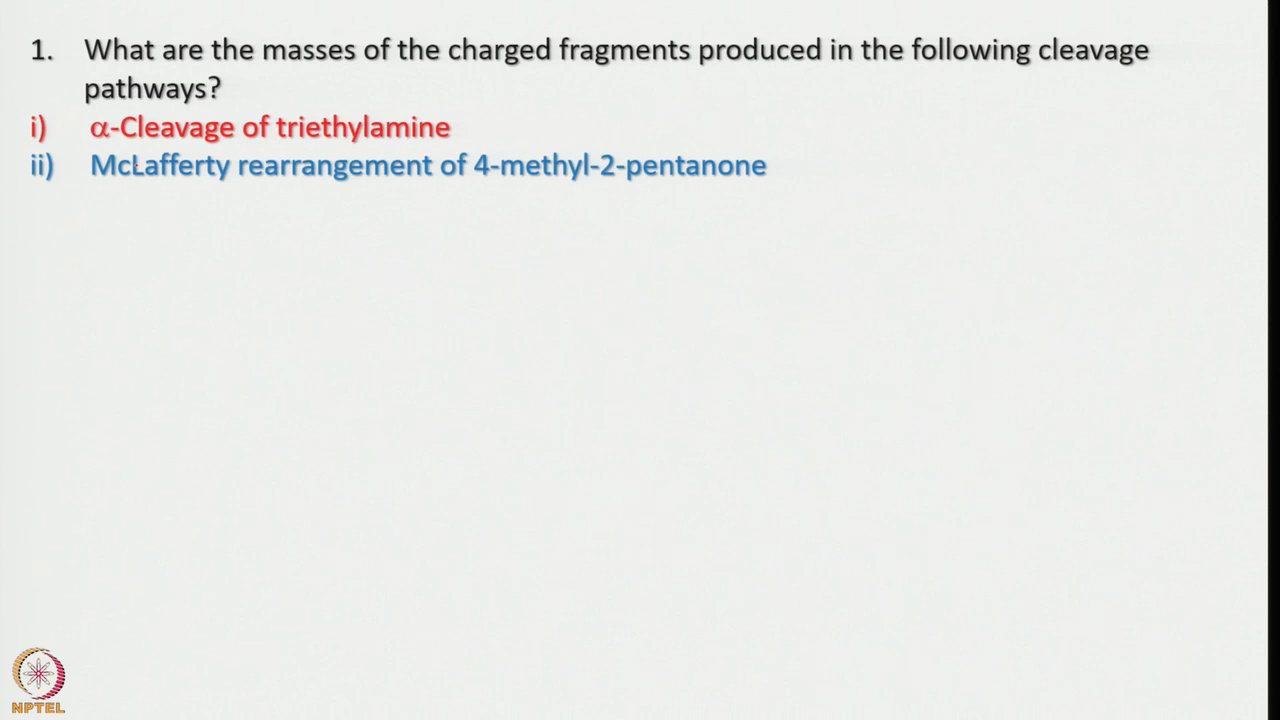 1. What are the masses of the charged fragments produced in the following cleavage
pathways?
i) α-Cleavage of triethylamine
ii) McLafferty rearrangement of 4-methyl-2-pentanone
NPTEL